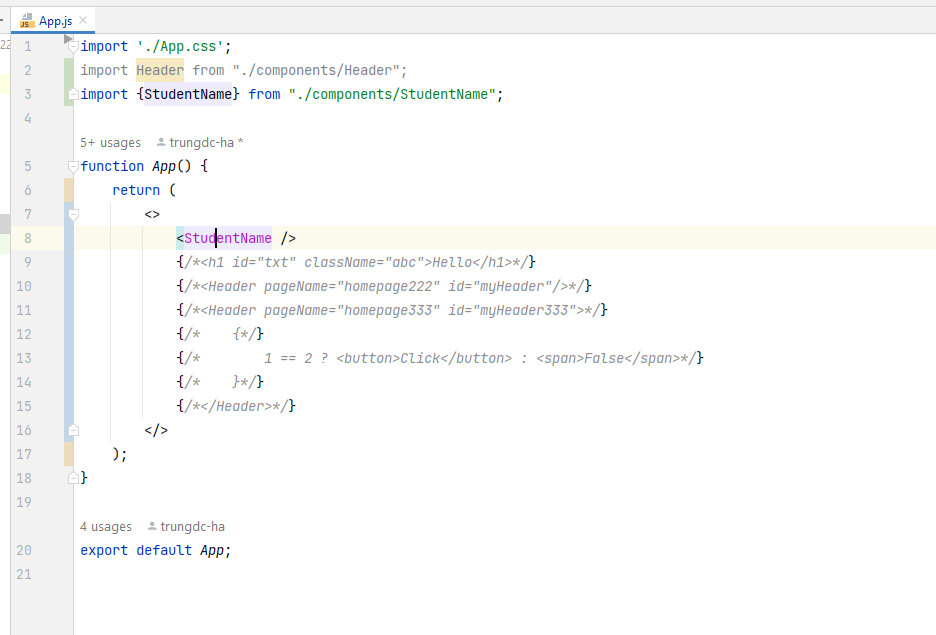 App.js
22
1 import './App.css';
2 import Header from "./components/Header";
3 import {StudentName} from "./components/StudentName";
4
5+ usages trungdc-ha *
5 function App() {
6 return (
7 <>
8 <StudentName />
9 {/*<h1 id="txt" className="abc">Hello</h1>*/}
10 {/*<Header pageName="homepage222" id="myHeader"/>*/}
11 {/*<Header pageName="homepage333" id="myHeader333">*/}
12 {/* {*/}
13 {/* 1 == 2 ? <button>Click</button> : <span>False</span>*/}
14 {/* }*/}
15 {/*</Header>*/}
16 </>
17 );
18 }
19
4 usages trungdc-ha
20 export default App;
21